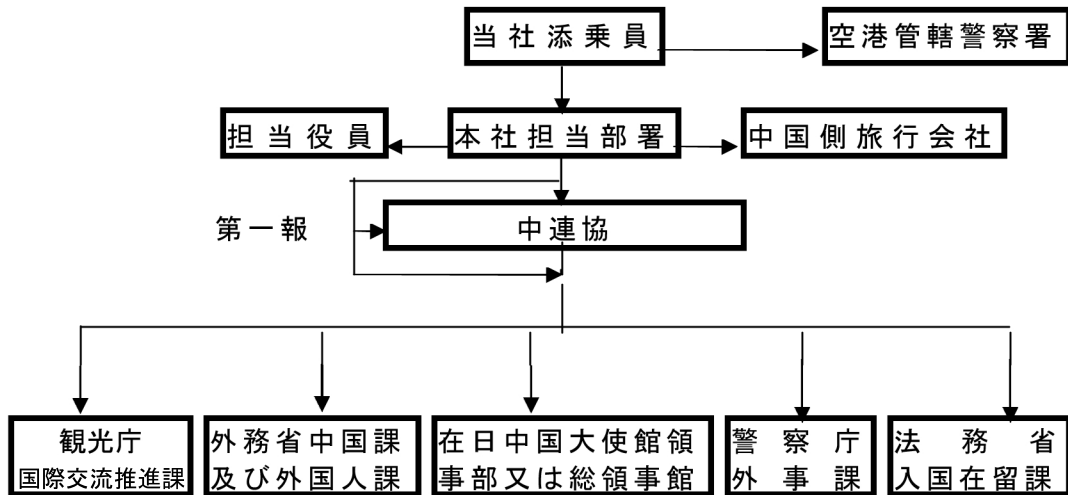 当社添乗員
空港管轄警察署
担当役員
本社担当部署
中国側旅行会社
第一報
中連協
観光庁
国際交流推進課
外務省中国課
及び外国人課
在日中国大使館領
事部又は総領事館
警察庁
外事課
法務省
入国在留課